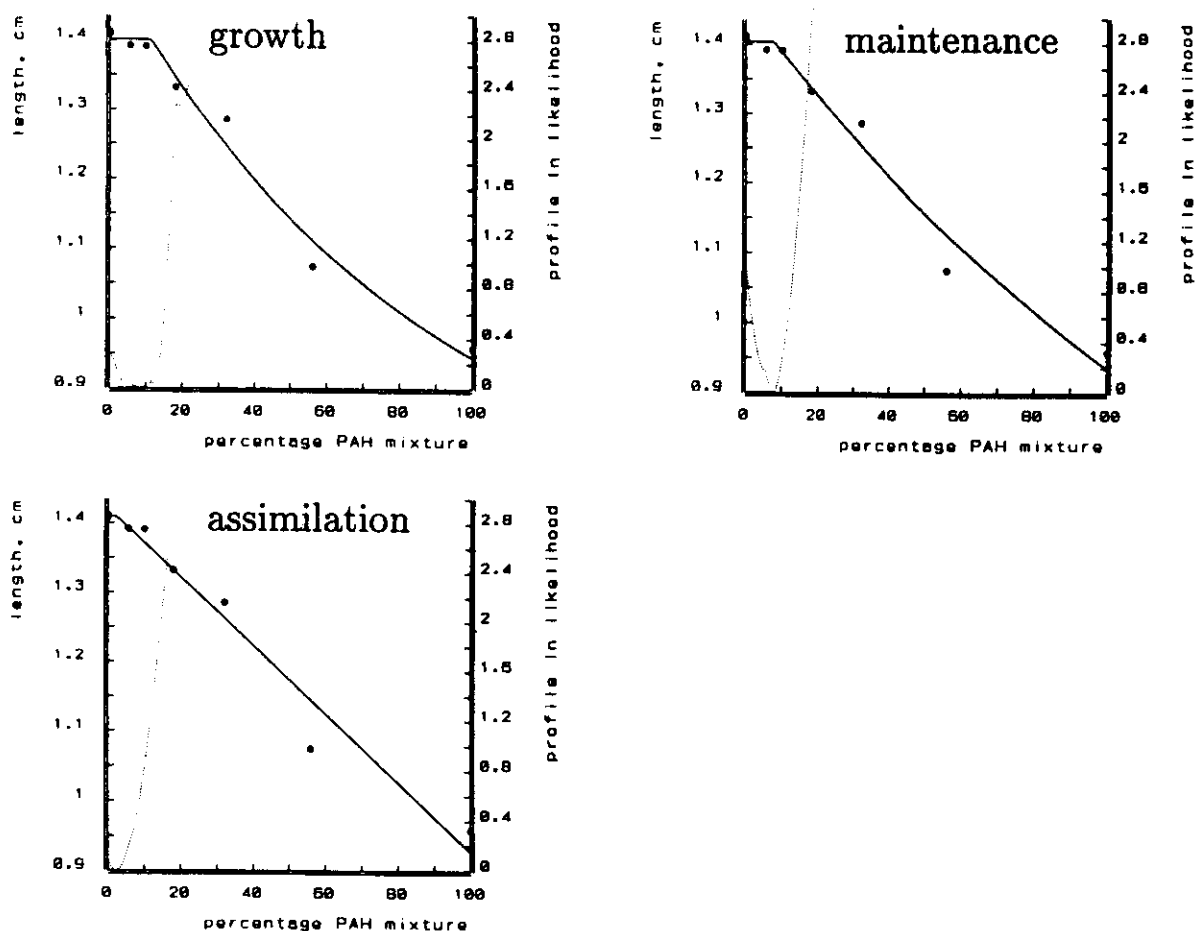 growth
length, cm
1.4
1.3
1.2
1.1
1
0.9
2.8
2.4
2
1.6
1.2
0.8
0.4
0
profile ln likelihood
0 20 40 60 80 100
percentage PAH mixture
maintenance
length, cm
1.4
1.3
1.2
1.1
1
0.9
2.8
2.4
2
1.6
1.2
0.8
0.4
0
profile ln likelihood
0 20 40 60 80 100
percentage PAH mixture
assimilation
length, cm
1.4
1.3
1.2
1.1
1
0.9
2.8
2.4
2
1.6
1.2
0.8
0.4
0
profile ln likelihood
0 20 40 60 80 100
percentage PAH mixture